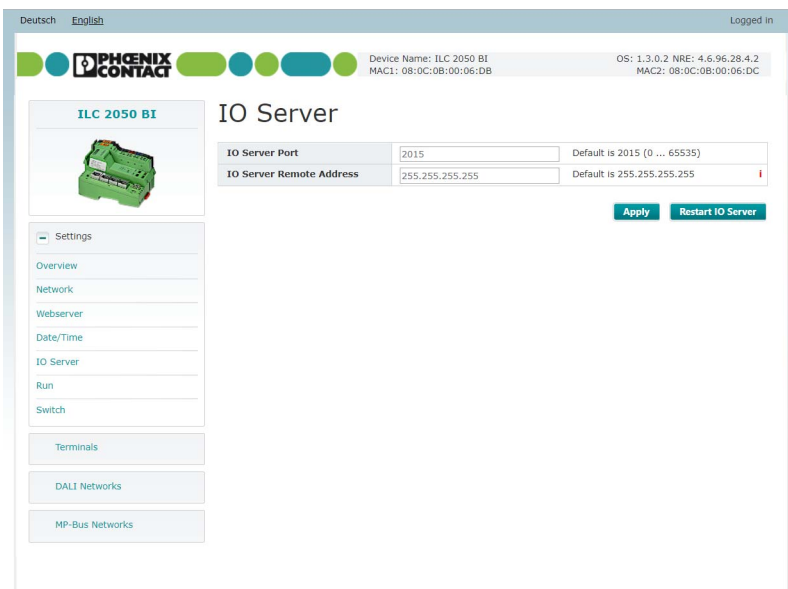 Deutsch English Logged in
PHŒNIX CONTACT
Device Name: ILC 2050 BI OS: 1.3.0.2 NRE: 4.6.96.28.4.2
MAC1: 08:0C:0B:00:06:DB MAC2: 08:0C:0B:00:06:DC
ILC 2050 BI
IO Server
IO Server Port 2015 Default is 2015 (0 ... 65535)
IO Server Remote Address 255.255.255.255 Default is 255.255.255.255 i
Apply Restart IO Server
Settings
Overview
Network
Webserver
Date/Time
IO Server
Run
Switch
Terminals
DALI Networks
MP-Bus Networks